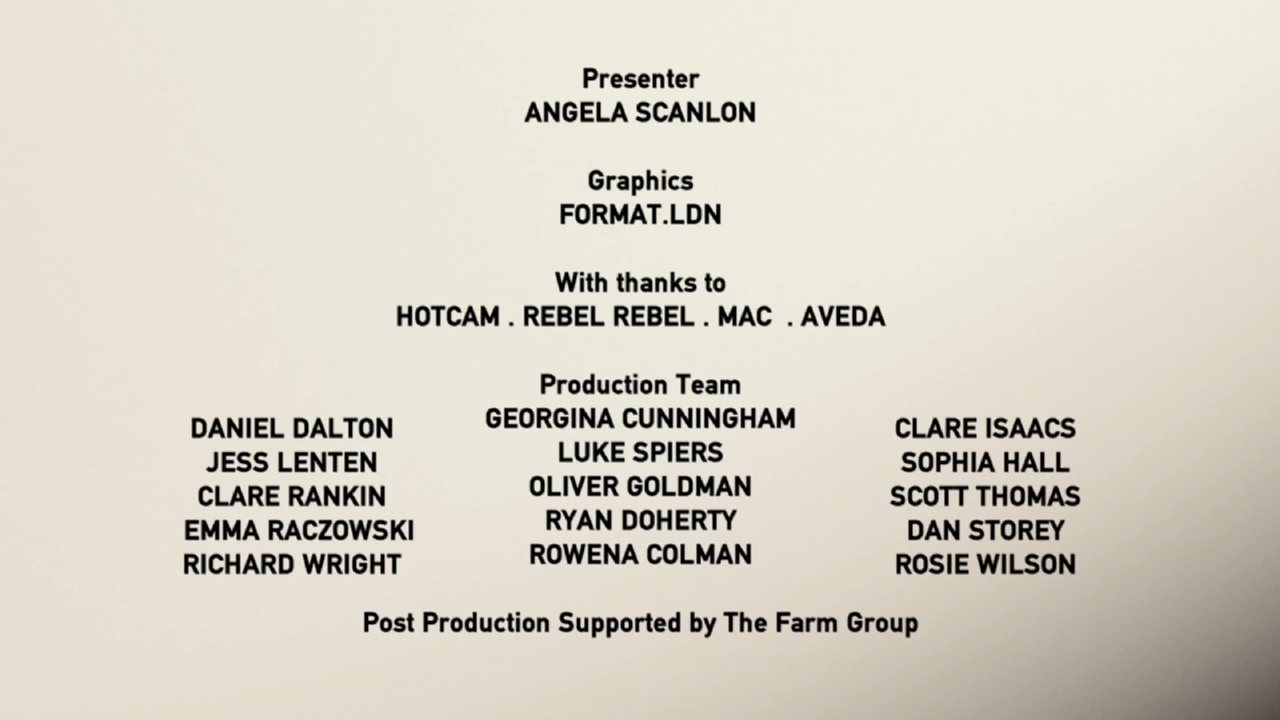 Presenter
ANGELA SCANLON
Graphics
FORMAT.LDN
With thanks to
HOTCAM . REBEL REBEL . MAC  . AVEDA
Production Team
DANIEL DALTON
JESS LENTEN
CLARE RANKIN
EMMA RACZOWSKI
RICHARD WRIGHT
GEORGINA CUNNINGHAM
LUKE SPIERS
OLIVER GOLDMAN
RYAN DOHERTY
ROWENA COLMAN
CLARE ISAACS
SOPHIA HALL
SCOTT THOMAS
DAN STOREY
ROSIE WILSON
Post Production Supported by The Farm Group